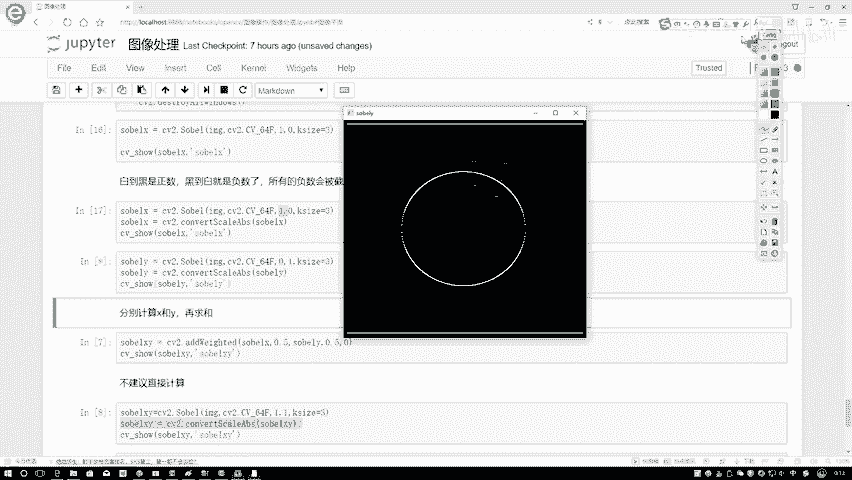 图像处理
jupyter 图像处理 Last Checkpoint: 7 hours ago (unsaved changes)
File Edit View Insert Cell Kernel Widgets Help
Trusted
Markdown
cv2.destroyAllWindows()
In [16]: sobelx = cv2.Sobel(img,cv2.CV_64F,1,0,ksize=3)
cv_show(sobelx,'sobelx')
白到黑是正数，黑到白就是负数了，所有的负数会被截
In [17]: sobelx = cv2.Sobel(img,cv2.CV_64F,1,0,ksize=3)
sobelx = cv2.convertScaleAbs(sobelx)
cv_show(sobelx,'sobelx')
In [9]: sobely = cv2.Sobel(img,cv2.CV_64F,0,1,ksize=3)
sobely = cv2.convertScaleAbs(sobely)
cv_show(sobely,'sobely')
sobely
分别计算x和y，再求和
In [7]: sobelxy = cv2.addWeighted(sobelx,0.5,sobely,0.5,0)
cv_show(sobelxy,'sobelxy')
不建议直接计算
In [8]: sobelxy=cv2.Sobel(img,cv2.CV_64F,1,1,ksize=3)
sobelxy = cv2.convertScaleAbs(sobelxy)
cv_show(sobelxy,'sobelxy')